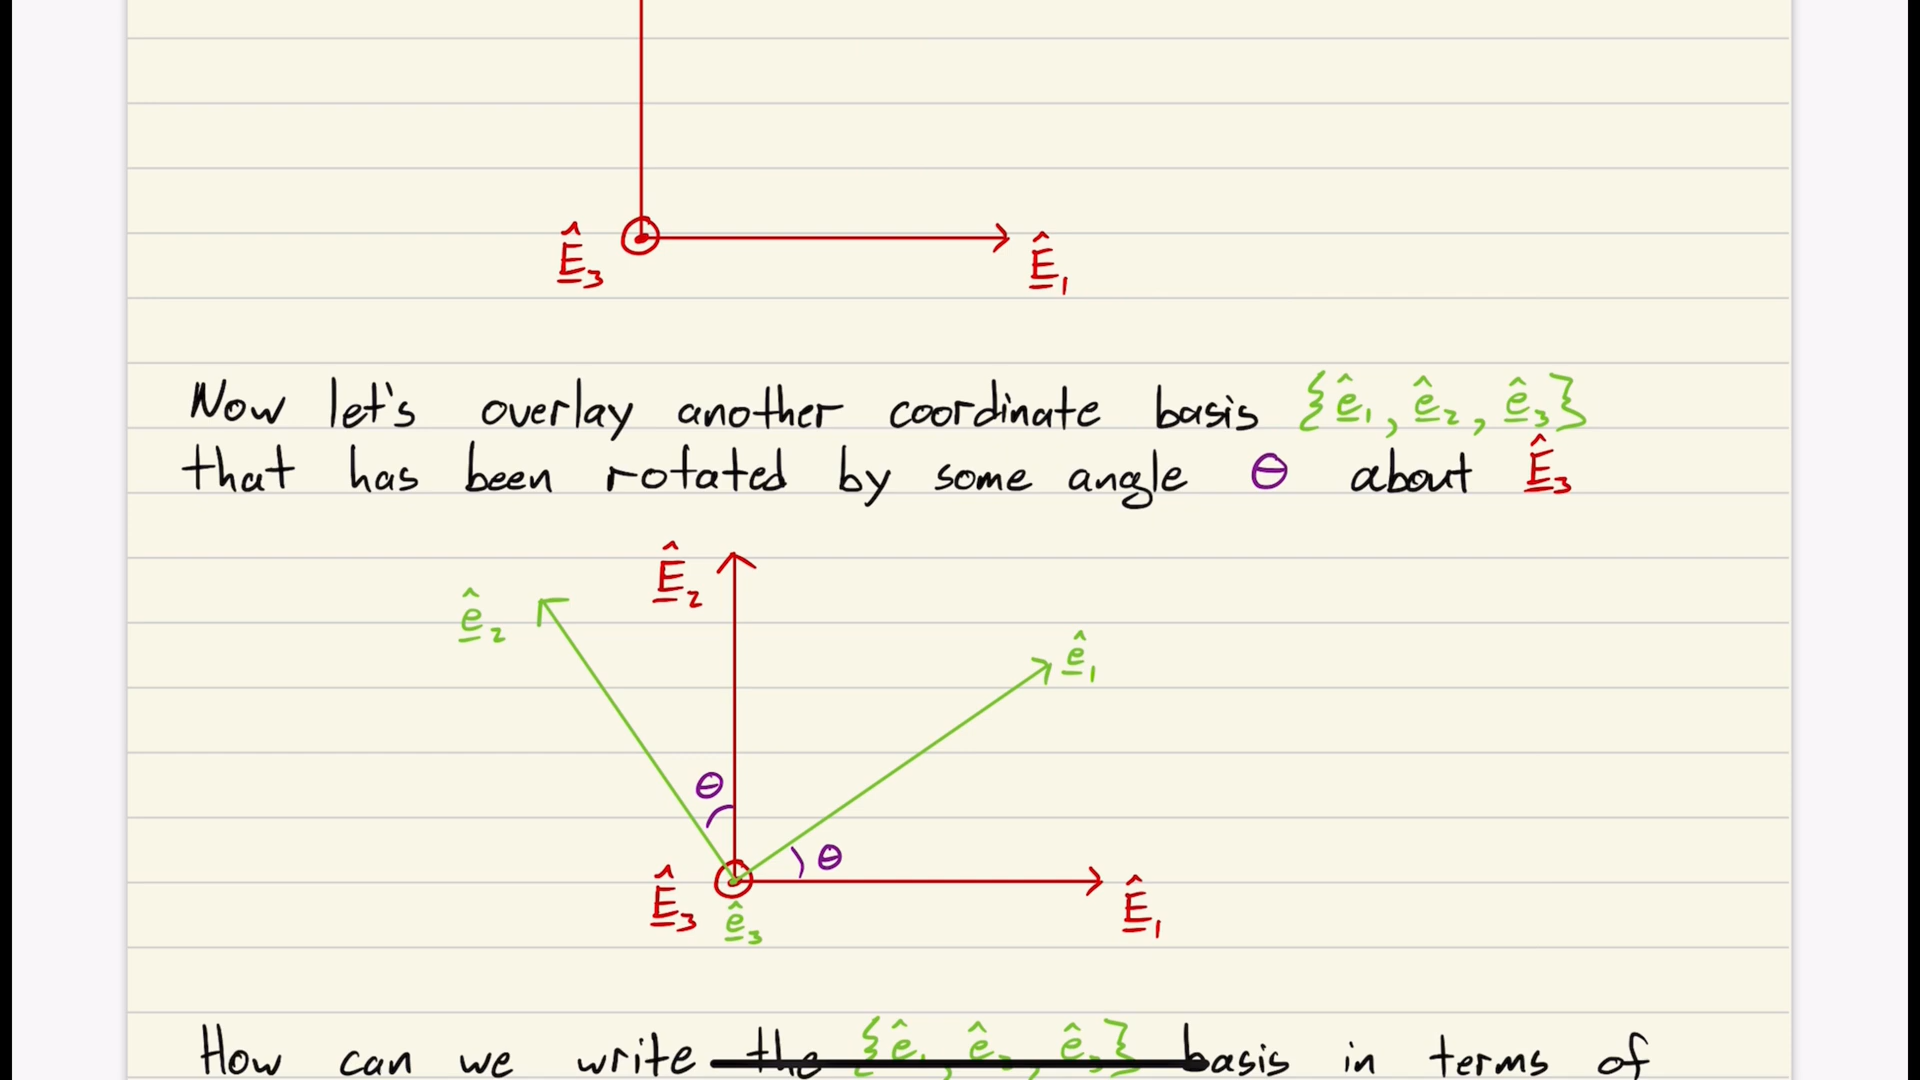 Ê₃ Ê₁
Now let's overlay another coordinate basis {ê₁, ê₂, ê₃}
that has been rotated by some angle θ about Ê₃
Ê₂
ê₂
ê₁
θ
θ
Ê₃ ê₃ Ê₁
How can we write the {ê₁, ê₂, ê₃} basis in terms of